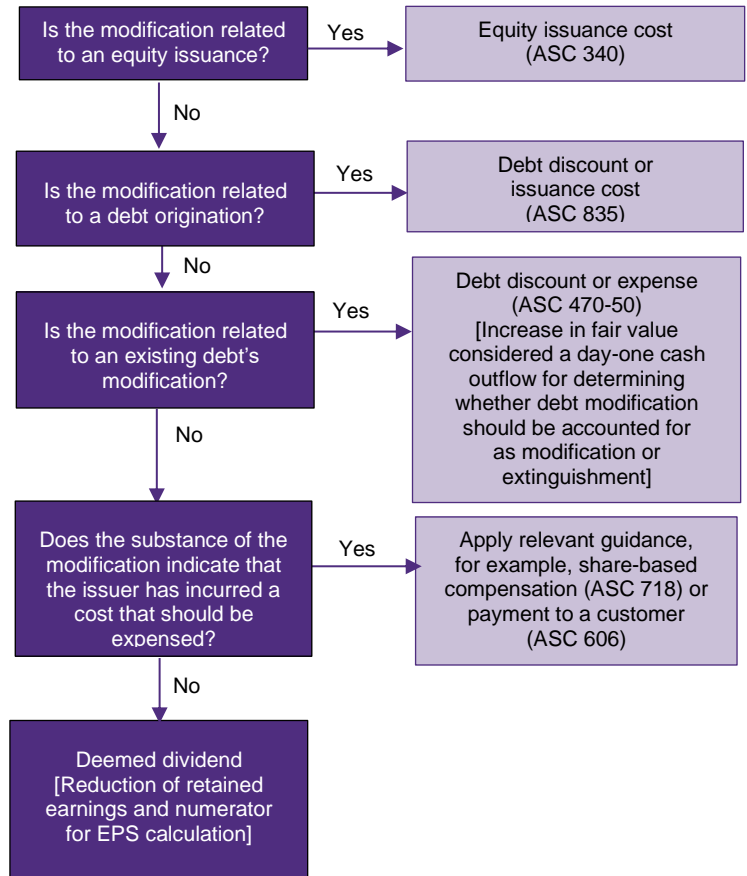 Is the modification related
to an equity issuance?
Yes
Equity issuance cost
(ASC 340)
No
Is the modification related
to a debt origination?
Yes
Debt discount or
issuance cost
(ASC 835)
No
Is the modification related
to an existing debt’s
modification?
Yes
Debt discount or expense
(ASC 470-50)
[Increase in fair value
considered a day-one cash
outflow for determining
whether debt modification
should be accounted for
as modification or
extinguishment]
No
Does the substance of the
modification indicate that
the issuer has incurred a
cost that should be
expensed?
Yes
Apply relevant guidance,
for example, share-based
compensation (ASC 718) or
payment to a customer
(ASC 606)
No
Deemed dividend
[Reduction of retained
earnings and numerator
for EPS calculation]